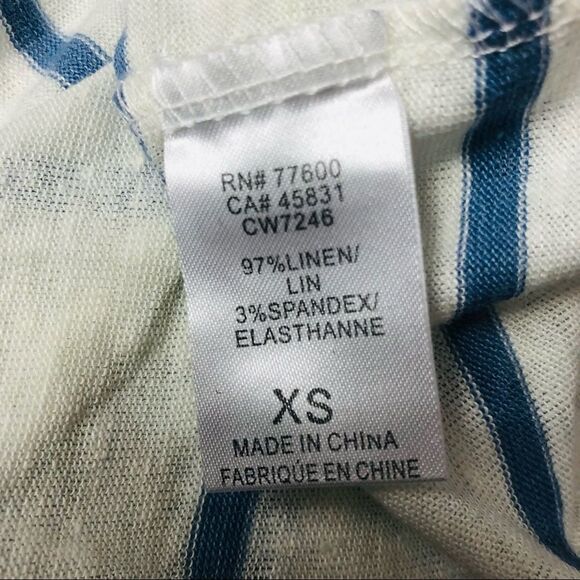 RN# 77600
CA# 45831
CW7246
97%LINEN/
LIN
3%SPANDEX/
ELASTHANNE
XS
MADE IN CHINA
FABRIQUE EN CHINE